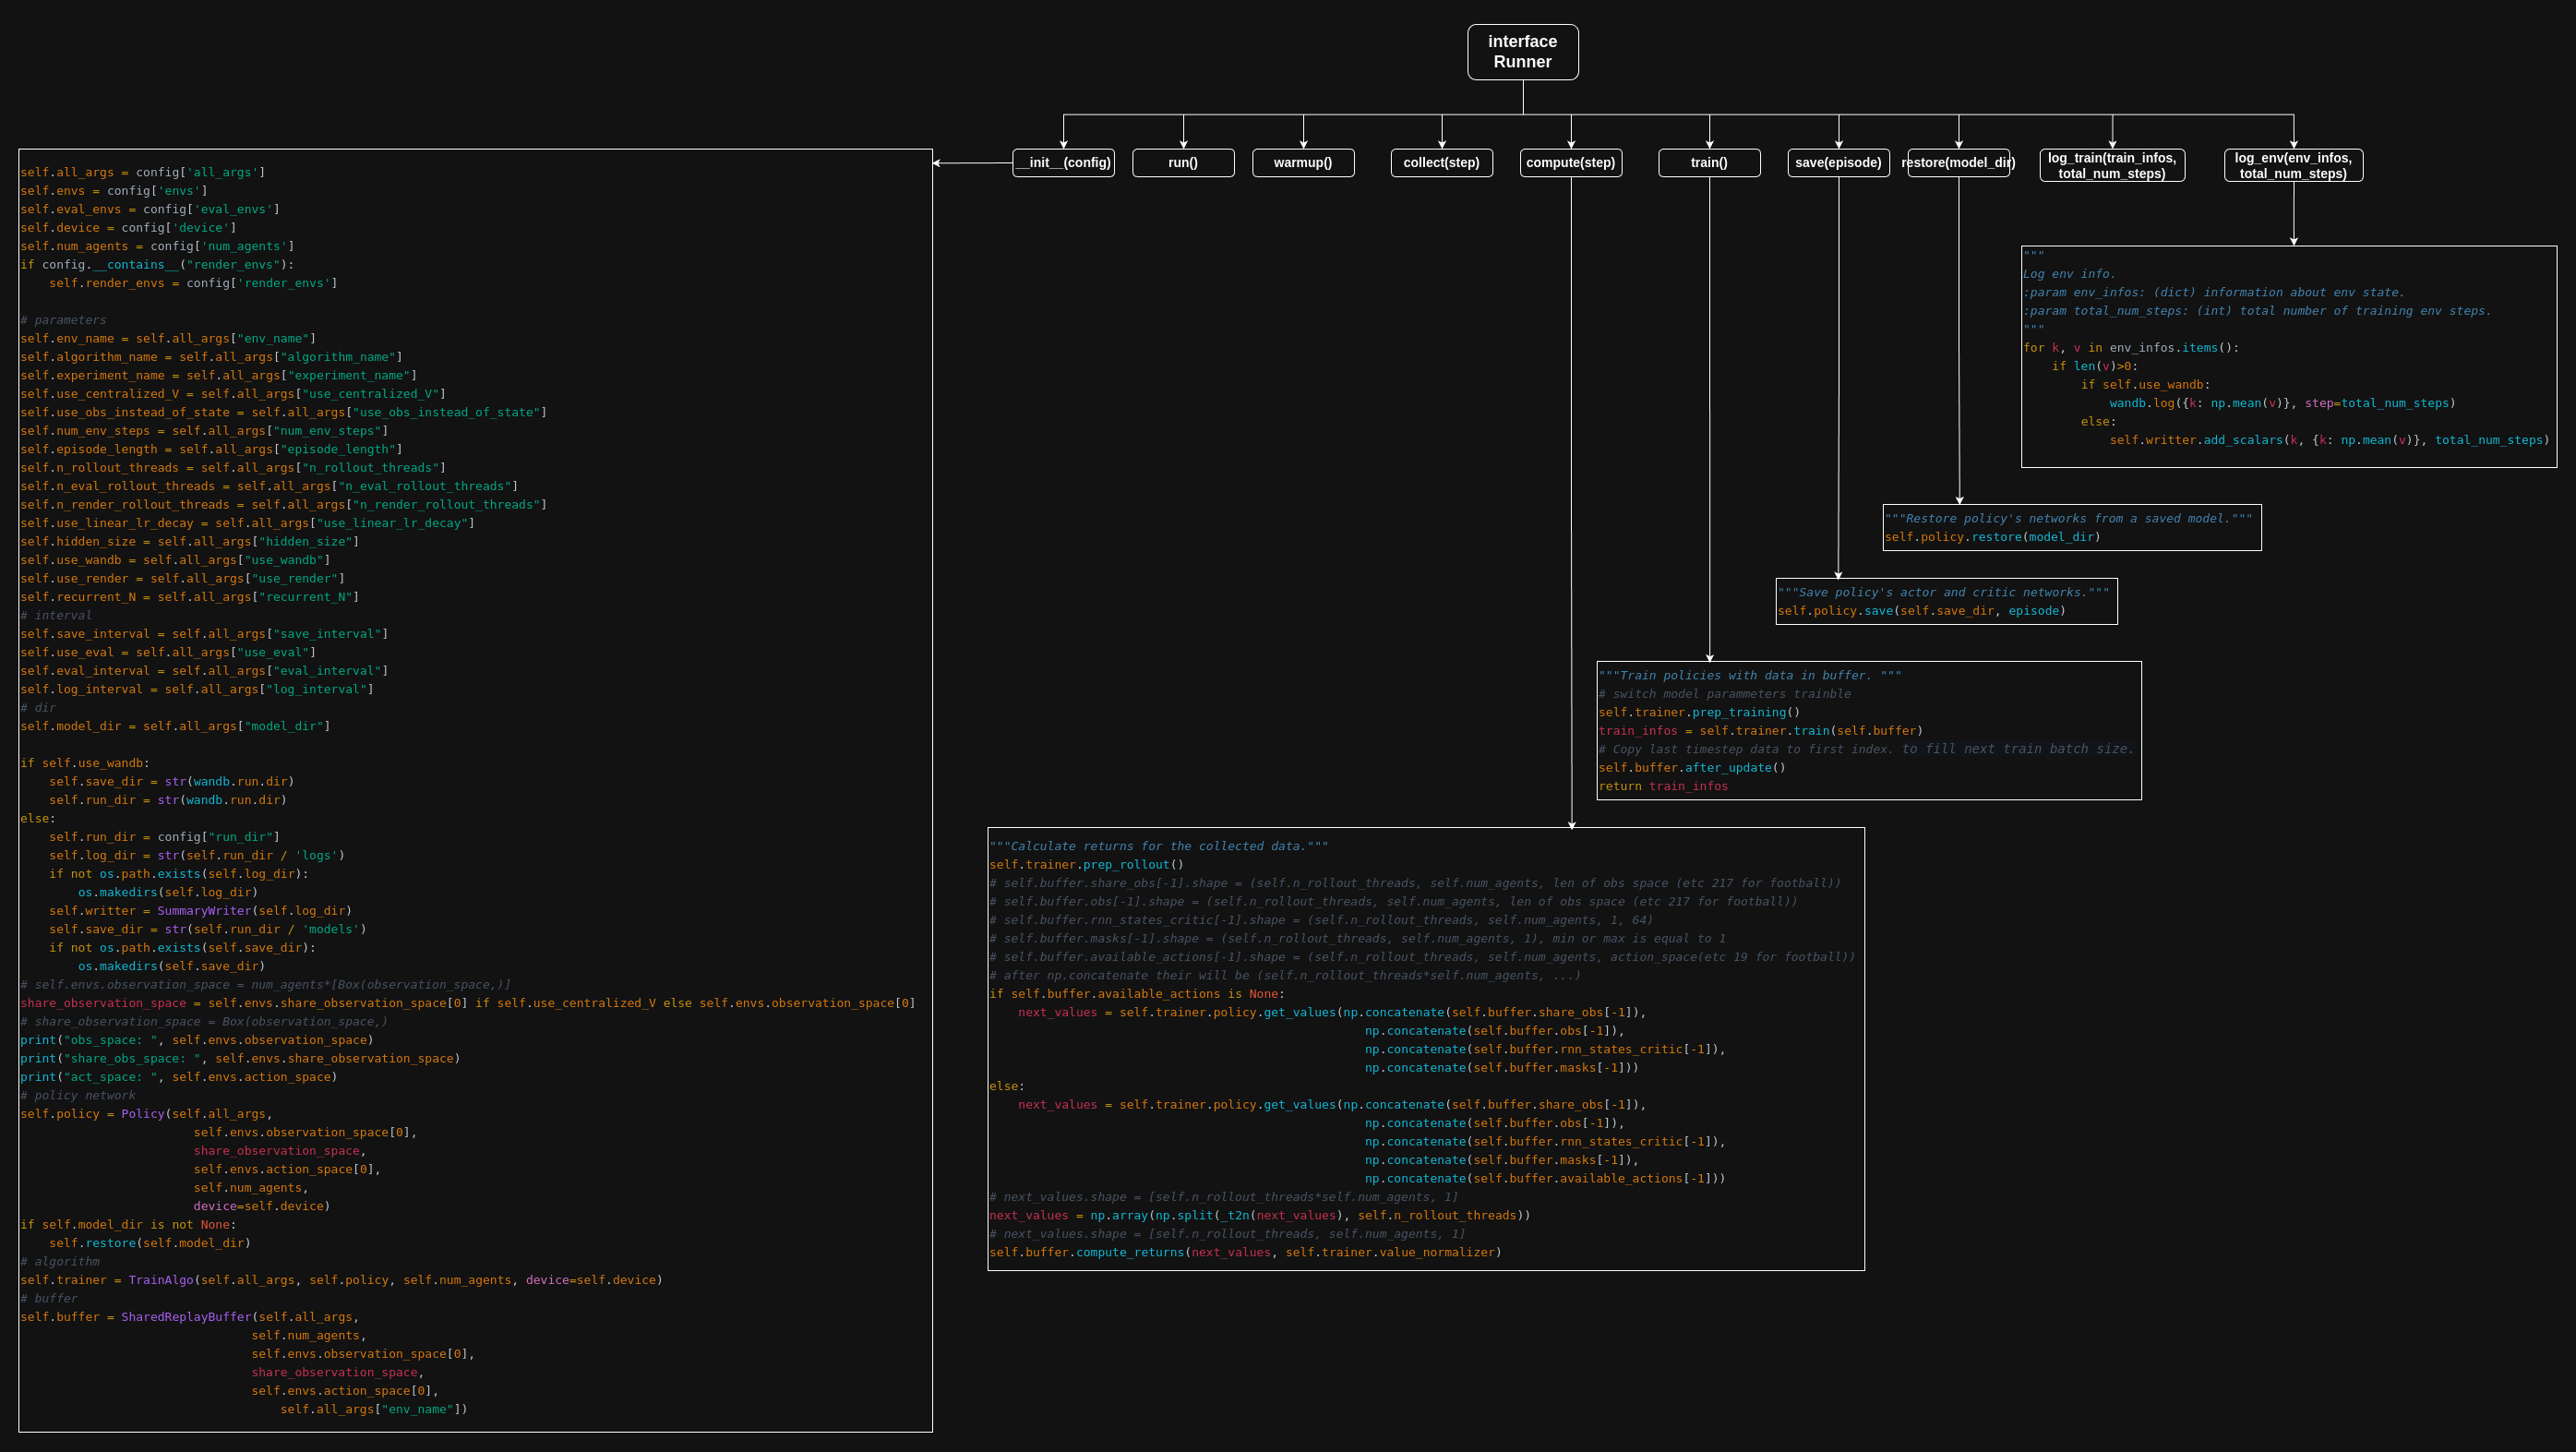 interface
Runner
__init__(config)
run()
warmup()
collect(step)
compute(step)
train()
save(episode)
restore(model_dir)
log_train(train_infos,
total_num_steps)
log_env(env_infos,
total_num_steps)
self.all_args = config['all_args']
self.envs = config['envs']
self.eval_envs = config['eval_envs']
self.device = config['device']
self.num_agents = config['num_agents']
if config.__contains__("render_envs"):
    self.render_envs = config['render_envs']
# parameters
self.env_name = self.all_args["env_name"]
self.algorithm_name = self.all_args["algorithm_name"]
self.experiment_name = self.all_args["experiment_name"]
self.use_centralized_V = self.all_args["use_centralized_V"]
self.use_obs_instead_of_state = self.all_args["use_obs_instead_of_state"]
self.num_env_steps = self.all_args["num_env_steps"]
self.episode_length = self.all_args["episode_length"]
self.n_rollout_threads = self.all_args["n_rollout_threads"]
self.n_eval_rollout_threads = self.all_args["n_eval_rollout_threads"]
self.n_render_rollout_threads = self.all_args["n_render_rollout_threads"]
self.use_linear_lr_decay = self.all_args["use_linear_lr_decay"]
self.hidden_size = self.all_args["hidden_size"]
self.use_wandb = self.all_args["use_wandb"]
self.use_render = self.all_args["use_render"]
self.recurrent_N = self.all_args["recurrent_N"]
# interval
self.save_interval = self.all_args["save_interval"]
self.use_eval = self.all_args["use_eval"]
self.eval_interval = self.all_args["eval_interval"]
self.log_interval = self.all_args["log_interval"]
# dir
self.model_dir = self.all_args["model_dir"]
if self.use_wandb:
    self.save_dir = str(wandb.run.dir)
    self.run_dir = str(wandb.run.dir)
else:
    self.run_dir = config["run_dir"]
    self.log_dir = str(self.run_dir / 'logs')
    if not os.path.exists(self.log_dir):
        os.makedirs(self.log_dir)
    self.writter = SummaryWriter(self.log_dir)
    self.save_dir = str(self.run_dir / 'models')
    if not os.path.exists(self.save_dir):
        os.makedirs(self.save_dir)
# self.envs.observation_space = num_agents*[Box(observation_space,)]
share_observation_space = self.envs.share_observation_space[0] if self.use_centralized_V else self.envs.observation_space[0]
# share_observation_space = Box(observation_space,)
print("obs_space: ", self.envs.observation_space)
print("share_obs_space: ", self.envs.share_observation_space)
print("act_space: ", self.envs.action_space)
# policy network
self.policy = Policy(self.all_args,
                        self.envs.observation_space[0],
                        share_observation_space,
                        self.envs.action_space[0],
                        self.num_agents,
                        device=self.device)
if self.model_dir is not None:
    self.restore(self.model_dir)
# algorithm
self.trainer = TrainAlgo(self.all_args, self.policy, self.num_agents, device=self.device)
# buffer
self.buffer = SharedReplayBuffer(self.all_args,
                                self.num_agents,
                                self.envs.observation_space[0],
                                share_observation_space,
                                self.envs.action_space[0],
                                    self.all_args["env_name"])
"""
Log env info.
:param env_infos: (dict) information about env state.
:param total_num_steps: (int) total number of training env steps.
"""
for k, v in env_infos.items():
    if len(v)>0:
        if self.use_wandb:
            wandb.log({k: np.mean(v)}, step=total_num_steps)
        else:
            self.writter.add_scalars(k, {k: np.mean(v)}, total_num_steps)
"""Restore policy's networks from a saved model."""
self.policy.restore(model_dir)
"""Save policy's actor and critic networks."""
self.policy.save(self.save_dir, episode)
"""Train policies with data in buffer. """
# switch model parammeters trainble
self.trainer.prep_training()
train_infos = self.trainer.train(self.buffer)
# Copy last timestep data to first index. to fill next train batch size.
self.buffer.after_update()
return train_infos
"""Calculate returns for the collected data."""
self.trainer.prep_rollout()
# self.buffer.share_obs[-1].shape = (self.n_rollout_threads, self.num_agents, len of obs space (etc 217 for football))
# self.buffer.obs[-1].shape = (self.n_rollout_threads, self.num_agents, len of obs space (etc 217 for football))
# self.buffer.rnn_states_critic[-1].shape = (self.n_rollout_threads, self.num_agents, 1, 64)
# self.buffer.masks[-1].shape = (self.n_rollout_threads, self.num_agents, 1), min or max is equal to 1
# self.buffer.available_actions[-1].shape = (self.n_rollout_threads, self.num_agents, action_space(etc 19 for football))
# after np.concatenate their will be (self.n_rollout_threads*self.num_agents, ...)
if self.buffer.available_actions is None:
    next_values = self.trainer.policy.get_values(np.concatenate(self.buffer.share_obs[-1]),
                                                    np.concatenate(self.buffer.obs[-1]),
                                                    np.concatenate(self.buffer.rnn_states_critic[-1]),
                                                    np.concatenate(self.buffer.masks[-1]))
else:
    next_values = self.trainer.policy.get_values(np.concatenate(self.buffer.share_obs[-1]),
                                                    np.concatenate(self.buffer.obs[-1]),
                                                    np.concatenate(self.buffer.rnn_states_critic[-1]),
                                                    np.concatenate(self.buffer.masks[-1]),
                                                    np.concatenate(self.buffer.available_actions[-1]))
# next_values.shape = [self.n_rollout_threads*self.num_agents, 1]
next_values = np.array(np.split(_t2n(next_values), self.n_rollout_threads))
# next_values.shape = [self.n_rollout_threads, self.num_agents, 1]
self.buffer.compute_returns(next_values, self.trainer.value_normalizer)